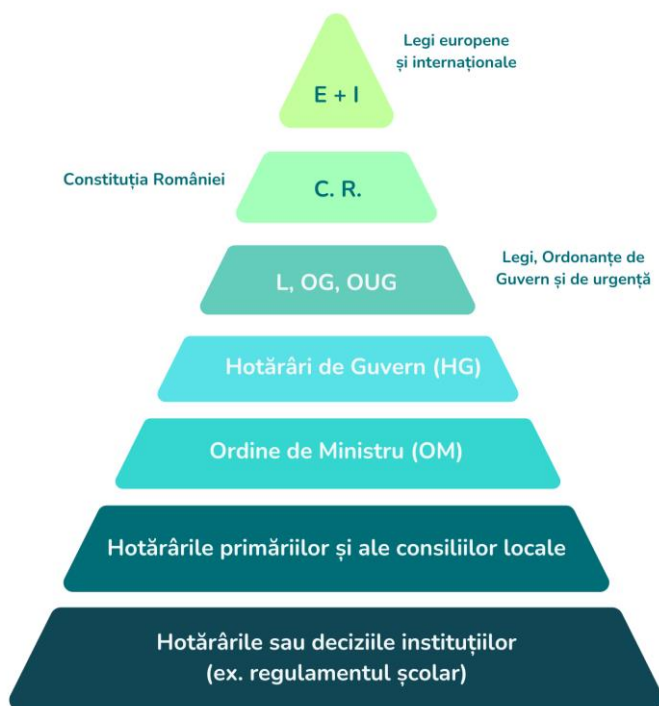 Legi europene
și internaționale
E + I
Constituția României
C. R.
Legi, Ordonanțe de
Guvern și de urgență
L, OG, OUG
Hotărâri de Guvern (HG)
Ordine de Ministru (OM)
Hotărârile primăriilor și ale consiliilor locale
Hotărârile sau deciziile instituțiilor
(ex. regulamentul școlar)